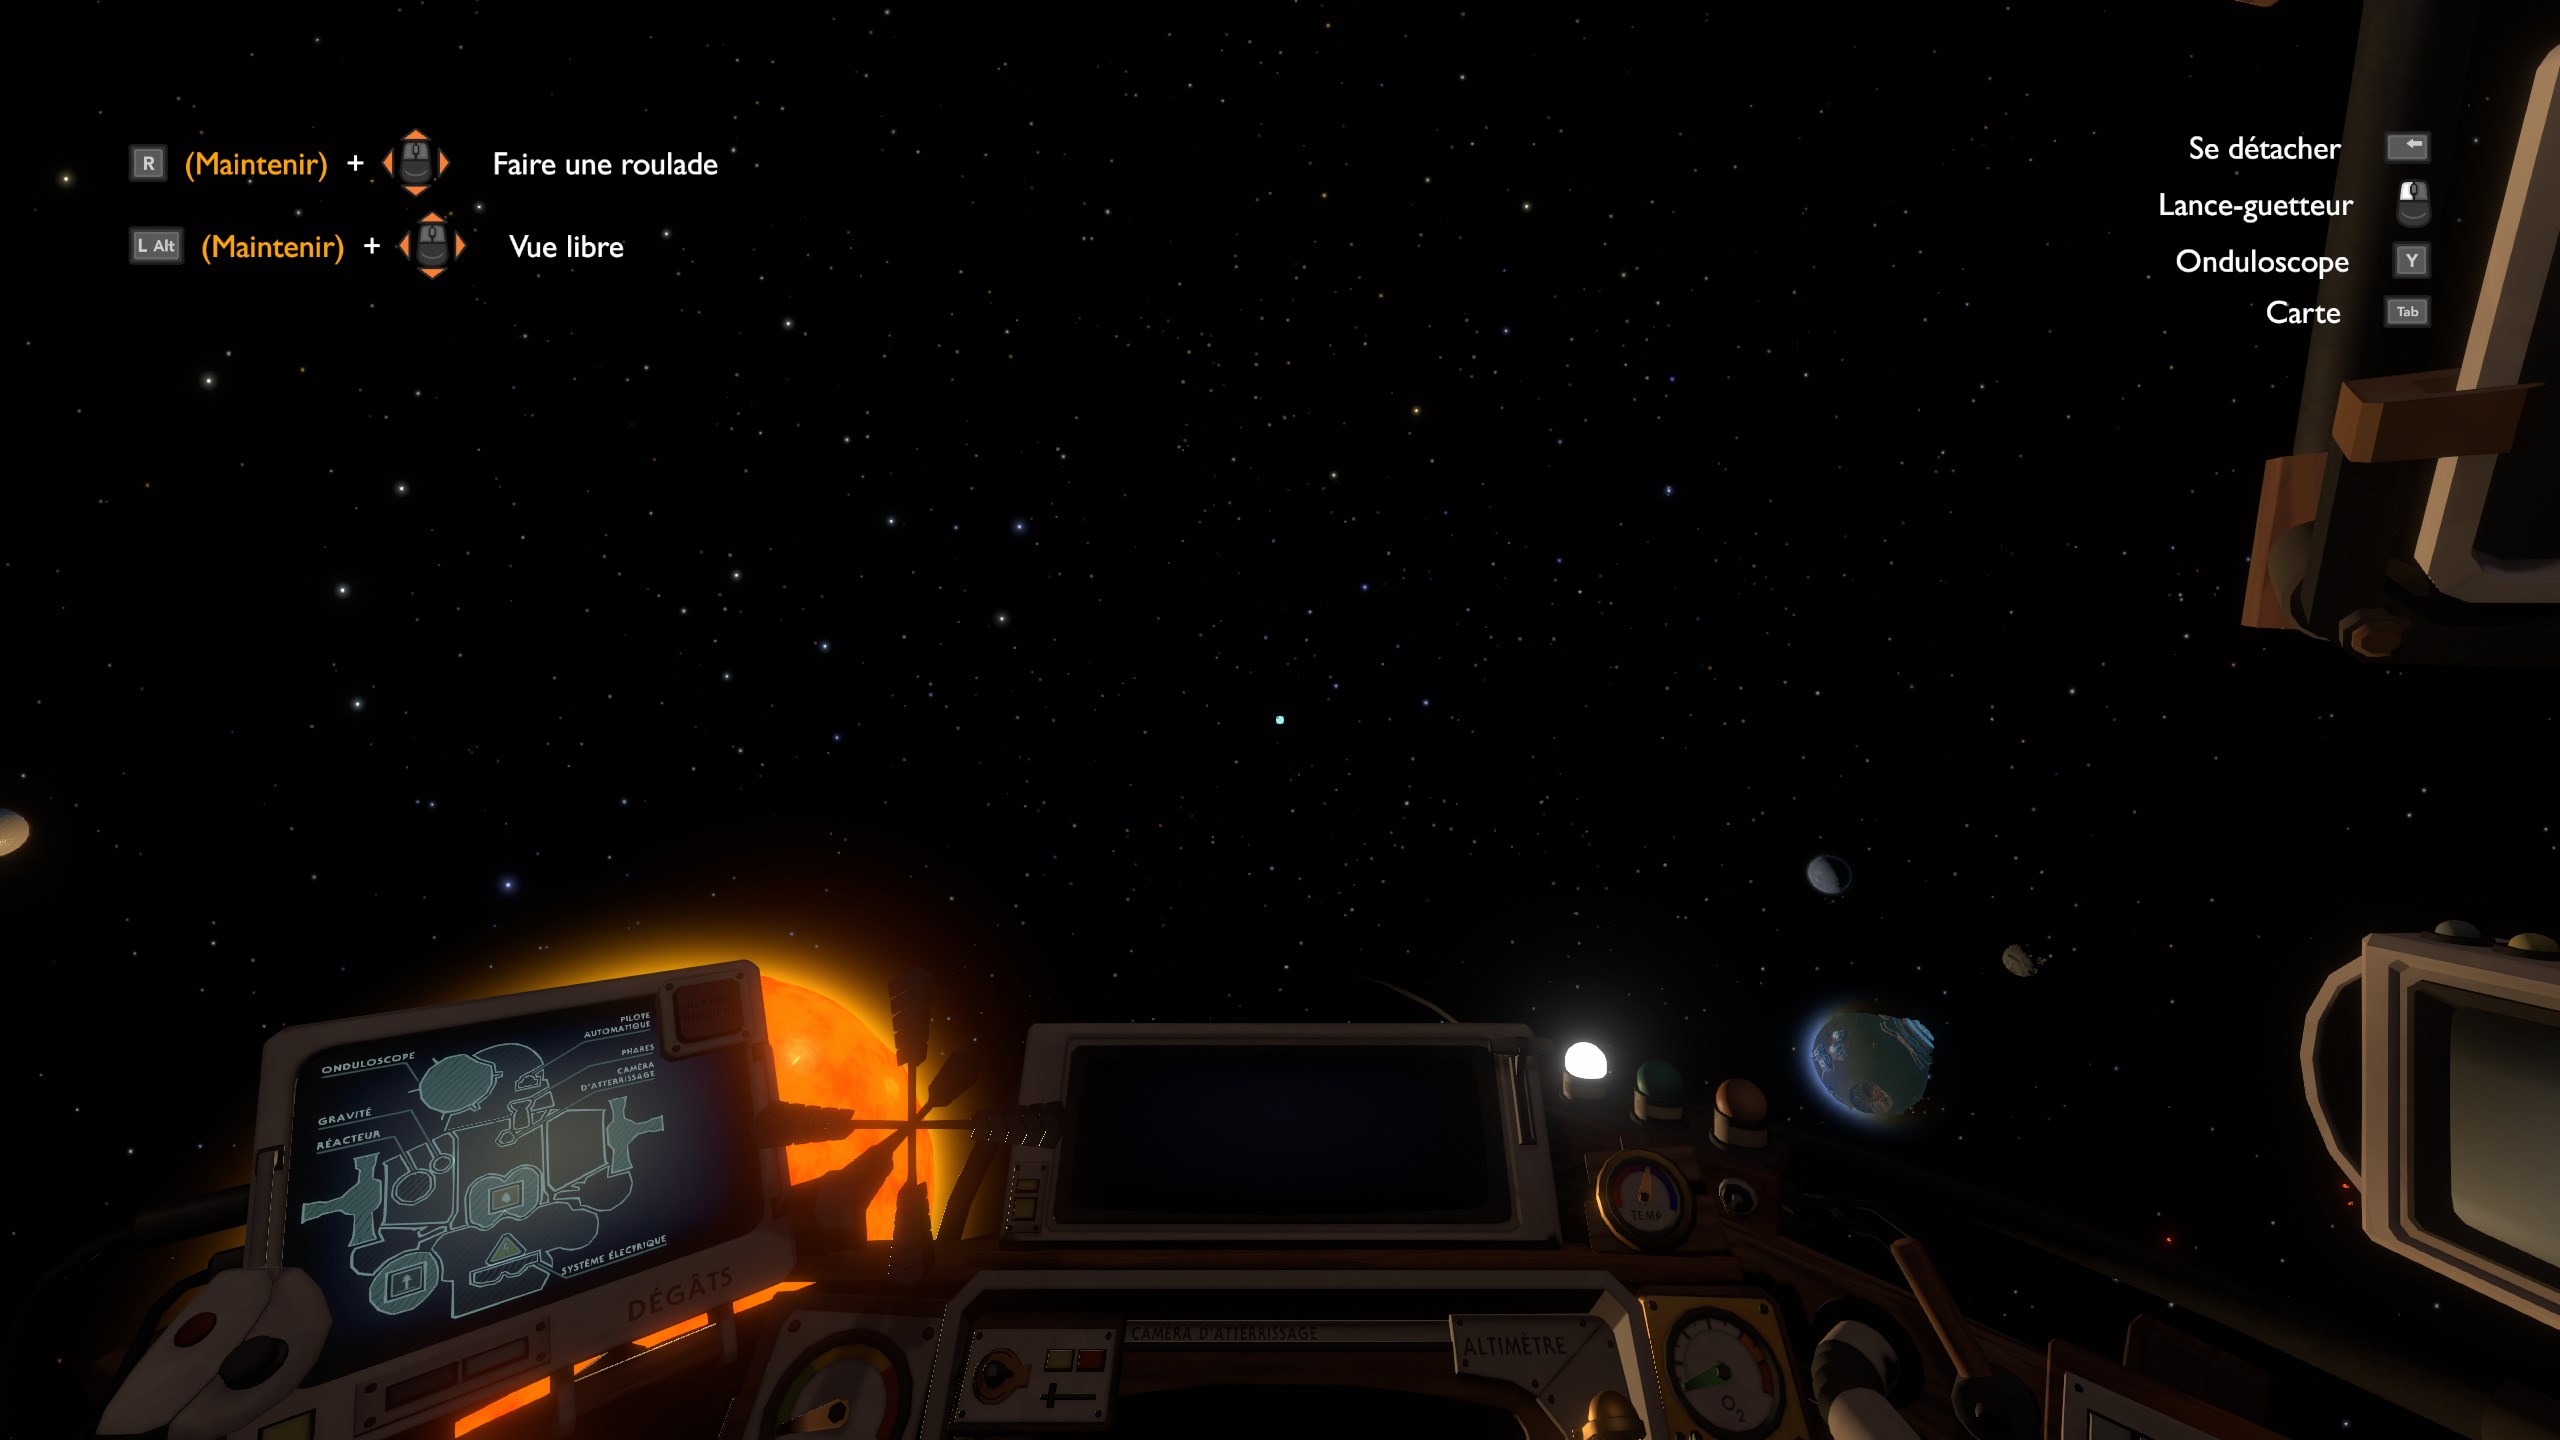 R (Maintenir) + Faire une roulade
L Alt (Maintenir) + Vue libre
Se détacher
Lance-guetteur
Onduloscope Y
Carte Tab
PILOTE
AUTOMATIQUE
PHARES
CAMÉRA
D'ATTERRISSAGE
ONDULOSCOPE
GRAVITÉ
RÉACTEUR
SYSTÈME ÉLECTRIQUE
DÉGÂTS
TEMP
CAMÉRA D'ATTERRISSAGE
ALTIMÈTRE
O2